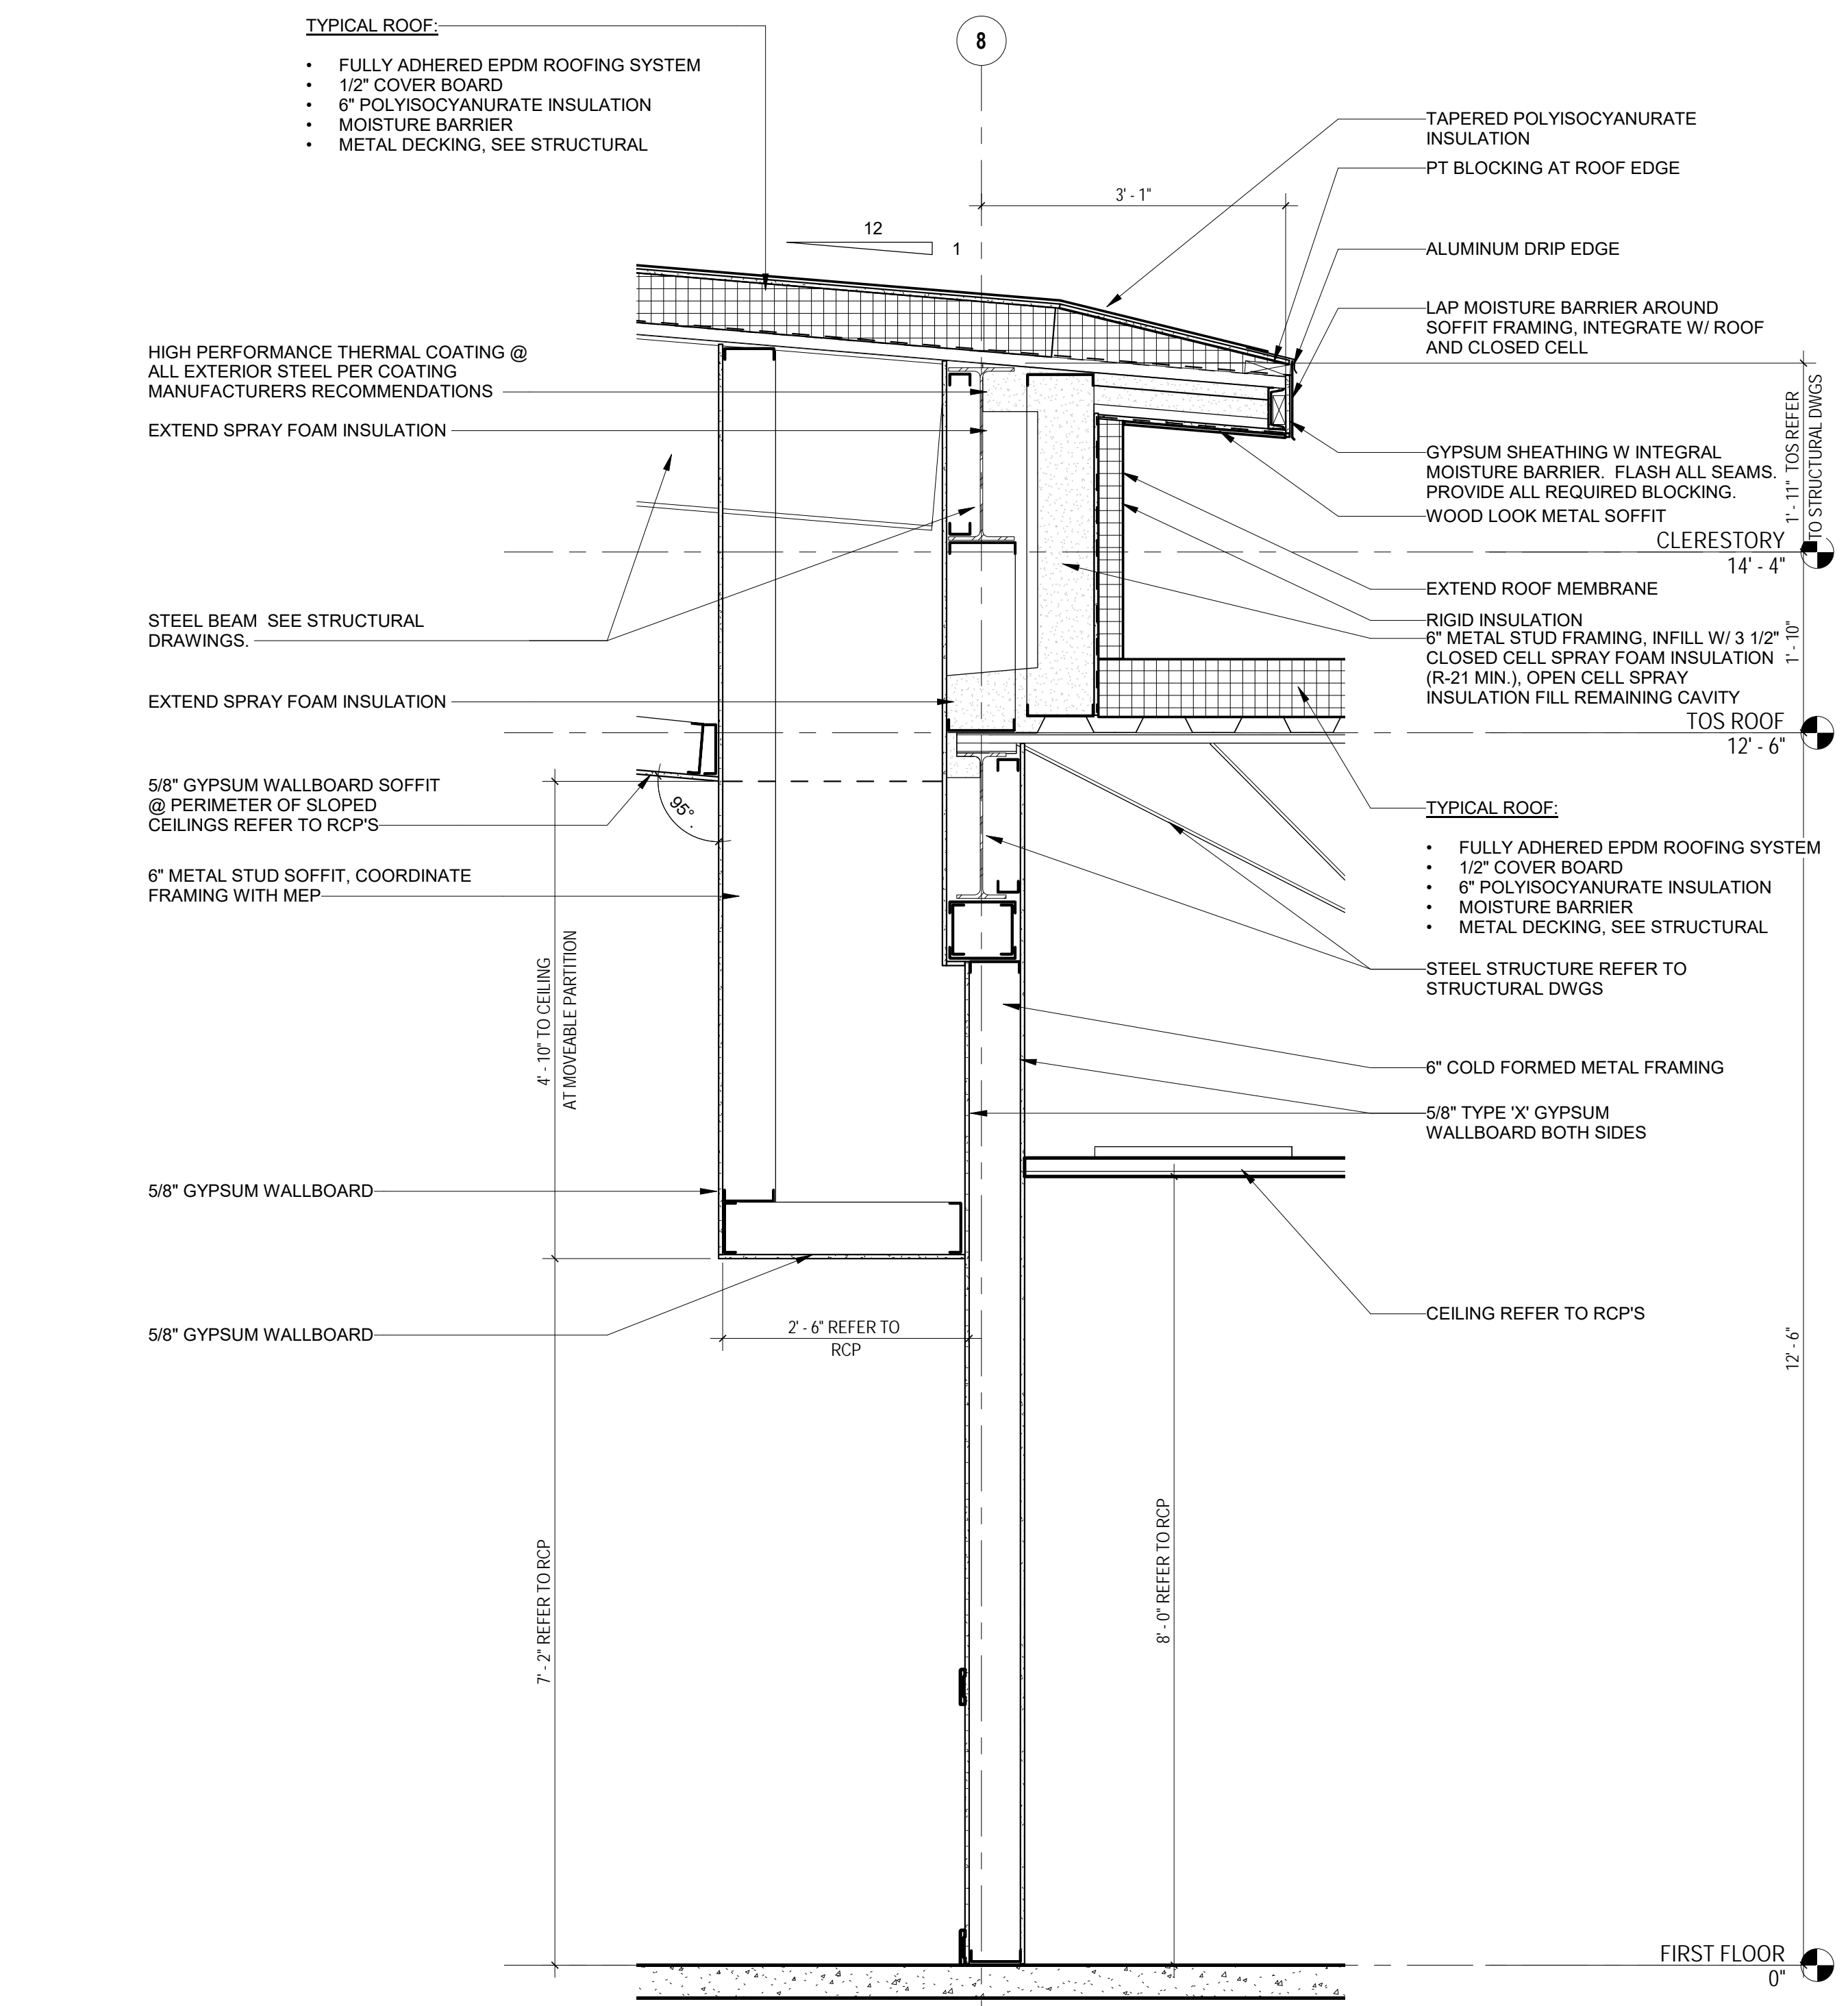 TYPICAL ROOF:
• FULLY ADHERED EPDM ROOFING SYSTEM
• 1/2" COVER BOARD
• 6" POLYISOCYANURATE INSULATION
• MOISTURE BARRIER
• METAL DECKING, SEE STRUCTURAL
8
3' - 1"
12
1
HIGH PERFORMANCE THERMAL COATING @
ALL EXTERIOR STEEL PER COATING
MANUFACTURERS RECOMMENDATIONS
EXTEND SPRAY FOAM INSULATION
STEEL BEAM SEE STRUCTURAL
DRAWINGS.
EXTEND SPRAY FOAM INSULATION
5/8" GYPSUM WALLBOARD SOFFIT
@ PERIMETER OF SLOPED
CEILINGS REFER TO RCP'S
95°
6" METAL STUD SOFFIT, COORDINATE
FRAMING WITH MEP
4' - 10" TO CEILING
AT MOVEABLE PARTITION
5/8" GYPSUM WALLBOARD
5/8" GYPSUM WALLBOARD
2' - 6" REFER TO
RCP
7' - 2" REFER TO RCP
8' - 0" REFER TO RCP
TAPERED POLYISOCYANURATE
INSULATION
PT BLOCKING AT ROOF EDGE
ALUMINUM DRIP EDGE
LAP MOISTURE BARRIER AROUND
SOFFIT FRAMING, INTEGRATE W/ ROOF
AND CLOSED CELL
1' - 11" TOS REFER
TO STRUCTURAL DWGS
GYPSUM SHEATHING W INTEGRAL
MOISTURE BARRIER. FLASH ALL SEAMS.
PROVIDE ALL REQUIRED BLOCKING.
WOOD LOOK METAL SOFFIT
CLERESTORY
14' - 4"
EXTEND ROOF MEMBRANE
RIGID INSULATION
6" METAL STUD FRAMING, INFILL W/ 3 1/2"
CLOSED CELL SPRAY FOAM INSULATION
(R-21 MIN.), OPEN CELL SPRAY
INSULATION FILL REMAINING CAVITY
1' - 10"
TOS ROOF
12' - 6"
TYPICAL ROOF:
• FULLY ADHERED EPDM ROOFING SYSTEM
• 1/2" COVER BOARD
• 6" POLYISOCYANURATE INSULATION
• MOISTURE BARRIER
• METAL DECKING, SEE STRUCTURAL
STEEL STRUCTURE REFER TO
STRUCTURAL DWGS
6" COLD FORMED METAL FRAMING
5/8" TYPE 'X' GYPSUM
WALLBOARD BOTH SIDES
CEILING REFER TO RCP'S
12' - 6"
FIRST FLOOR
0"